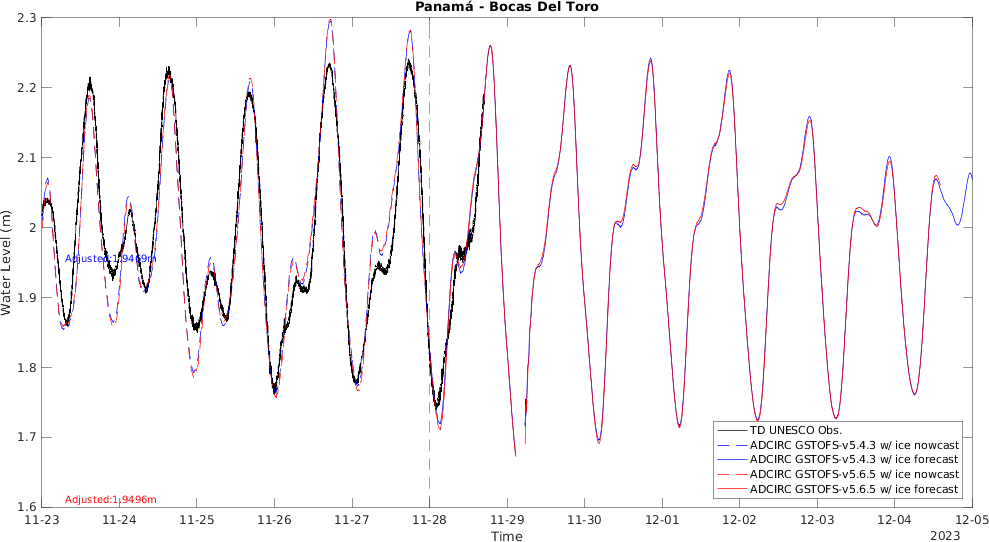 Panamá - Bocas Del Toro
Water Level (m)
2.3
2.2
2.1
2
1.9
1.8
1.7
1.6
Adjusted:1.9469m
Adjusted:1.9496m
TD UNESCO Obs.
ADCIRC GSTOFS-v5.4.3 w/ ice nowcast
ADCIRC GSTOFS-v5.4.3 w/ ice forecast
ADCIRC GSTOFS-v5.6.5 w/ ice nowcast
ADCIRC GSTOFS-v5.6.5 w/ ice forecast
11-23 11-24 11-25 11-26 11-27 11-28 11-29 11-30 12-01 12-02 12-03 12-04 12-05
Time
2023